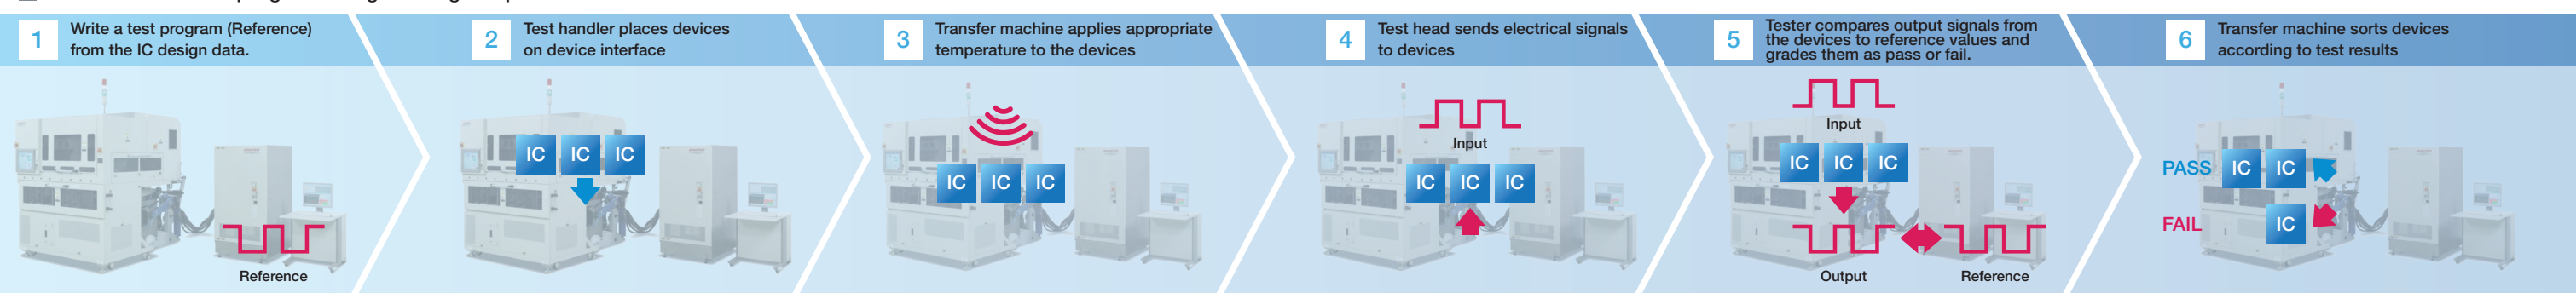 1
Write a test program (Reference)
from the IC design data.
Reference
2
Test handler places devices
on device interface
IC IC IC
3
Transfer machine applies appropriate
temperature to the devices
IC IC IC
4
Test head sends electrical signals
to devices
Input
IC IC IC
5
Tester compares output signals from
the devices to reference values and
grades them as pass or fail.
Input
IC IC IC
Output Reference
6
Transfer machine sorts devices
according to test results
PASS IC IC
FAIL IC